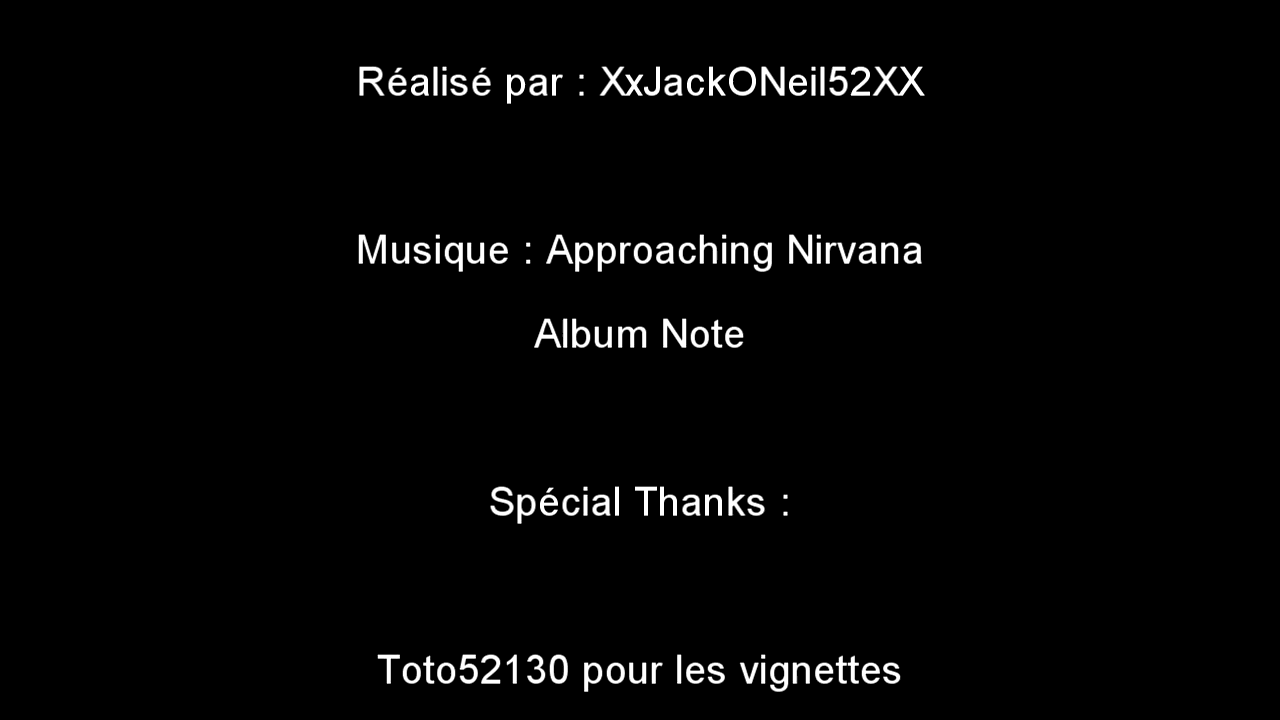 Réalisé par : XxJackONeil52XX
Musique : Approaching Nirvana
Album Note
Spécial Thanks :
Toto52130 pour les vignettes